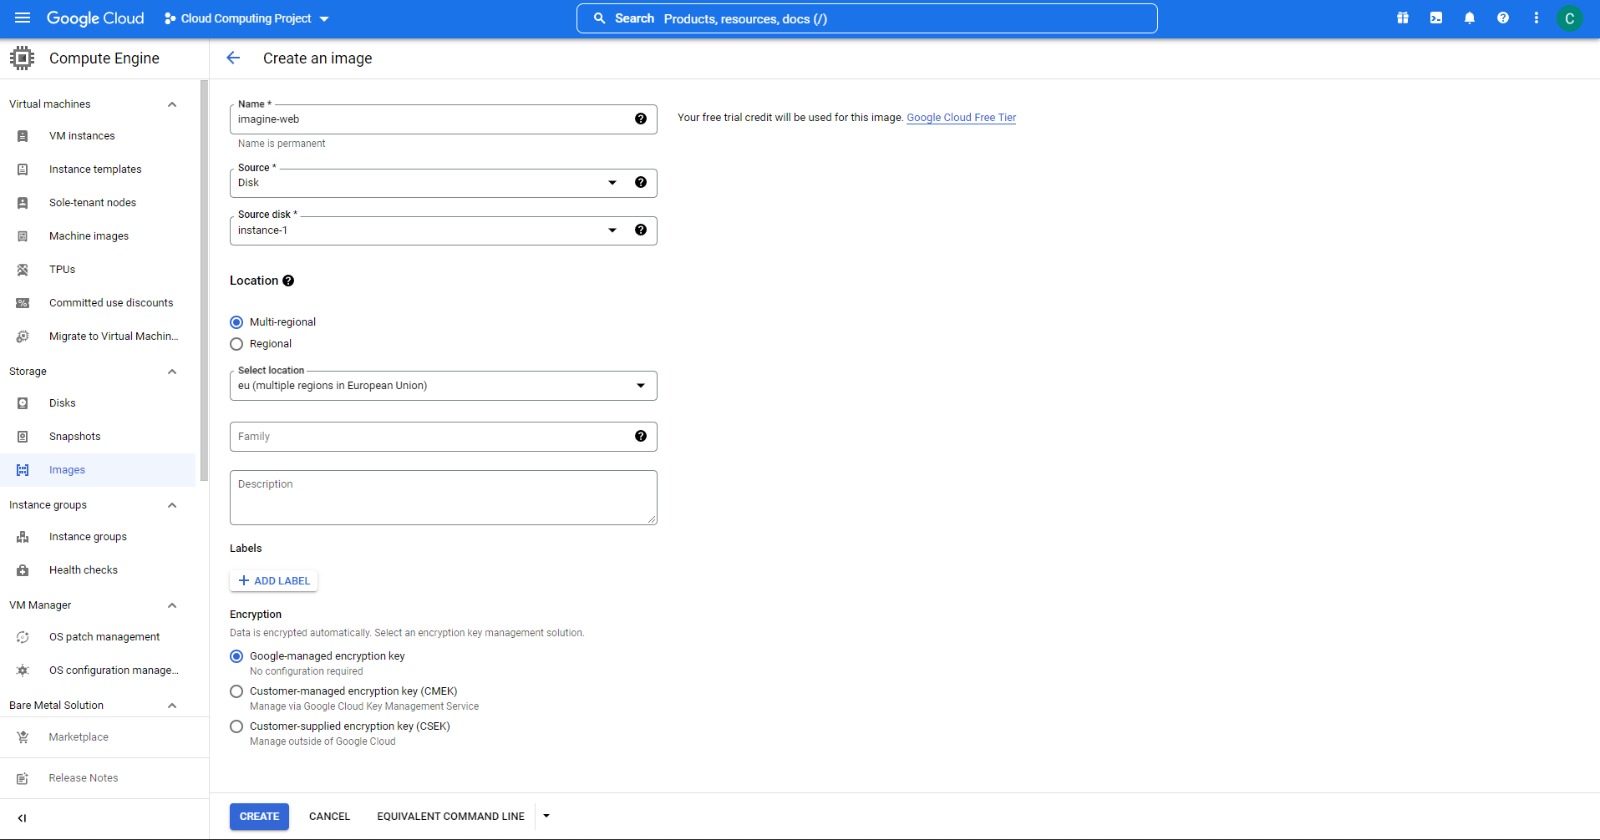 Google Cloud
Cloud Computing Project
Search Products, resources, docs (/)
C
Compute Engine
Create an image
Virtual machines
VM instances
Instance templates
Sole-tenant nodes
Machine images
TPUs
Committed use discounts
Migrate to Virtual Machin...
Storage
Disks
Snapshots
Images
Instance groups
Instance groups
Health checks
VM Manager
OS patch management
OS configuration manage...
Bare Metal Solution
Marketplace
Release Notes
Name *
imagine-web
Name is permanent
Your free trial credit will be used for this image. Google Cloud Free Tier
Source *
Disk
Source disk *
instance-1
Location
Multi-regional
Regional
Select location
eu (multiple regions in European Union)
Family
Description
Labels
+ ADD LABEL
Encryption
Data is encrypted automatically. Select an encryption key management solution.
Google-managed encryption key
No configuration required
Customer-managed encryption key (CMEK)
Manage via Google Cloud Key Management Service
Customer-supplied encryption key (CSEK)
Manage outside of Google Cloud
CREATE CANCEL EQUIVALENT COMMAND LINE